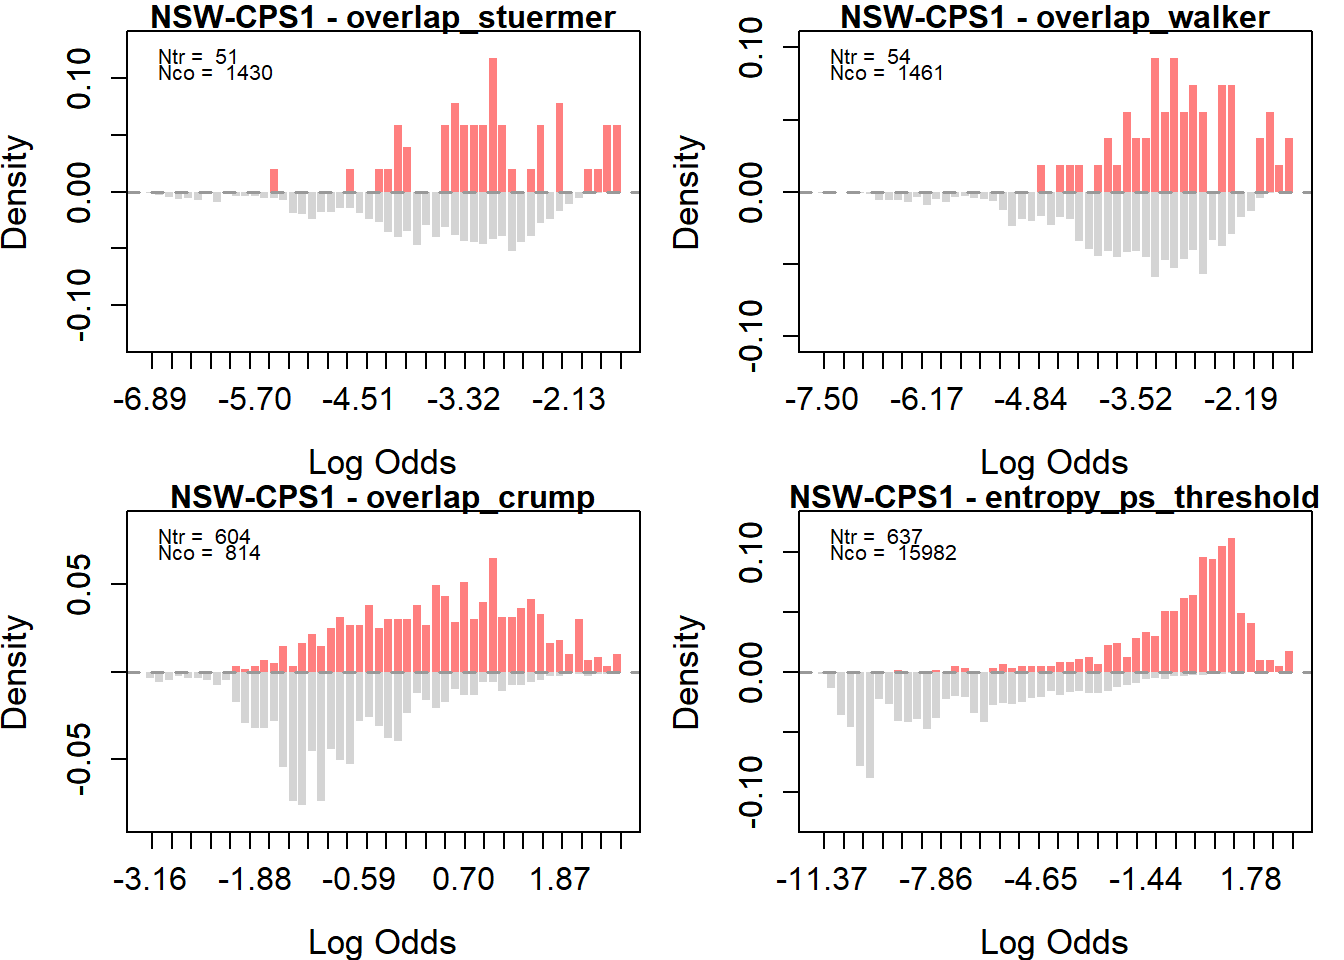 NSW-CPS1 - overlap_stuermer
Ntr = 51
Nco = 1430
Density
0.10
0.00
-0.10
-6.89 -5.70 -4.51 -3.32 -2.13
Log Odds
NSW-CPS1 - overlap_walker
Ntr = 54
Nco = 1461
Density
0.10
0.00
-0.10
-7.50 -6.17 -4.84 -3.52 -2.19
Log Odds
NSW-CPS1 - overlap_crump
Ntr = 604
Nco = 814
Density
0.05
-0.05
-3.16 -1.88 -0.59 0.70 1.87
Log Odds
NSW-CPS1 - entropy_ps_threshold
Ntr = 637
Nco = 15982
Density
0.10
0.00
-0.10
-11.37 -7.86 -4.65 -1.44 1.78
Log Odds